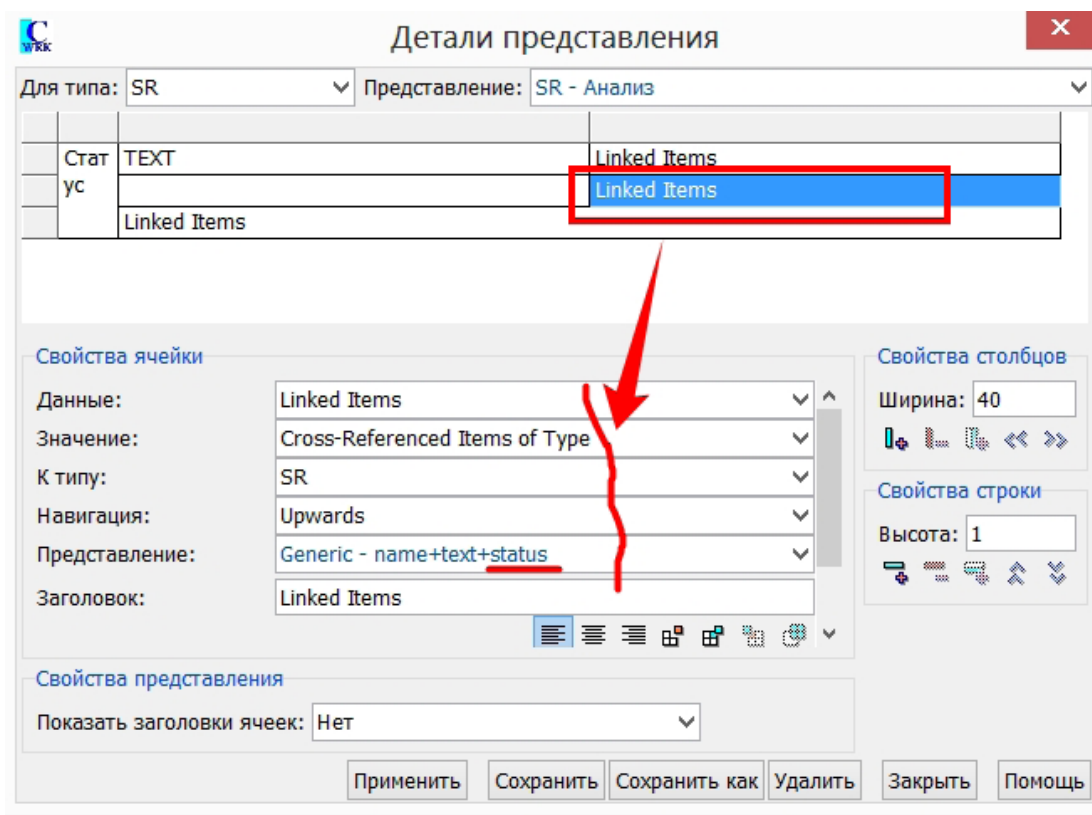 C WRK Детали представления
Для типа: SR Представление: SR - Анализ
Стат TEXT Linked Items
ус Linked Items
Linked Items
Свойства ячейки
Данные: Linked Items
Значение: Cross-Referenced Items of Type
К типу: SR
Навигация: Upwards
Представление: Generic - name+text+status
Заголовок: Linked Items
Свойства столбцов
Ширина: 40
Свойства строки
Высота: 1
Свойства представления
Показать заголовки ячеек: Нет
Применить Сохранить Сохранить как Удалить Закрыть Помощь